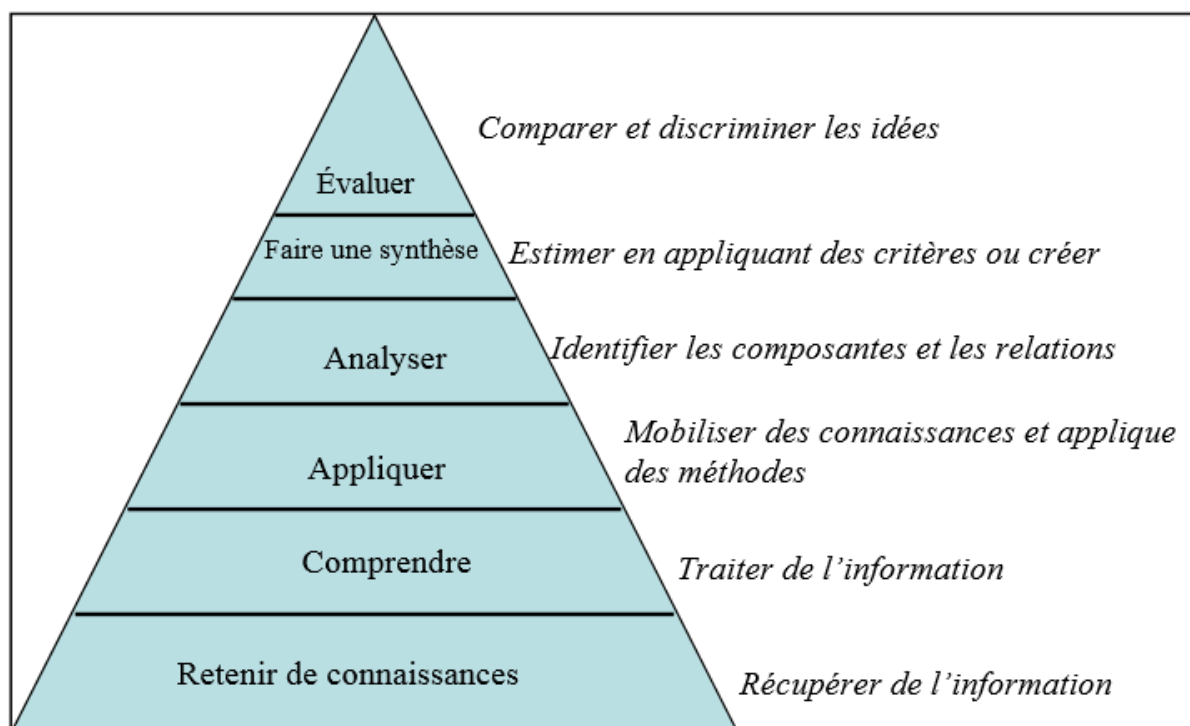 Comparer et discriminer les idées
Évaluer
Faire une synthèse
Estimer en appliquant des critères ou créer
Analyser
Identifier les composantes et les relations
Mobiliser des connaissances et applique
des méthodes
Appliquer
Comprendre
Traiter de l’information
Retenir de connaissances
Récupérer de l’information